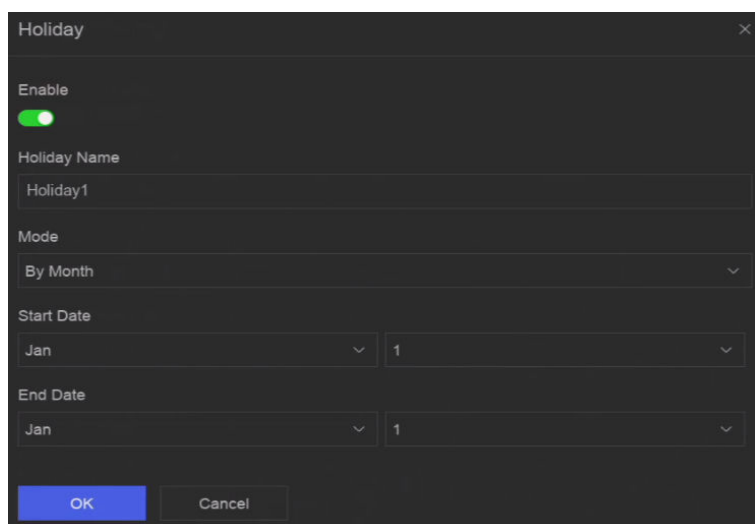 Holiday
Enable
Holiday Name
Holiday1
Mode
By Month
Start Date
Jan 1
End Date
Jan 1
OK Cancel